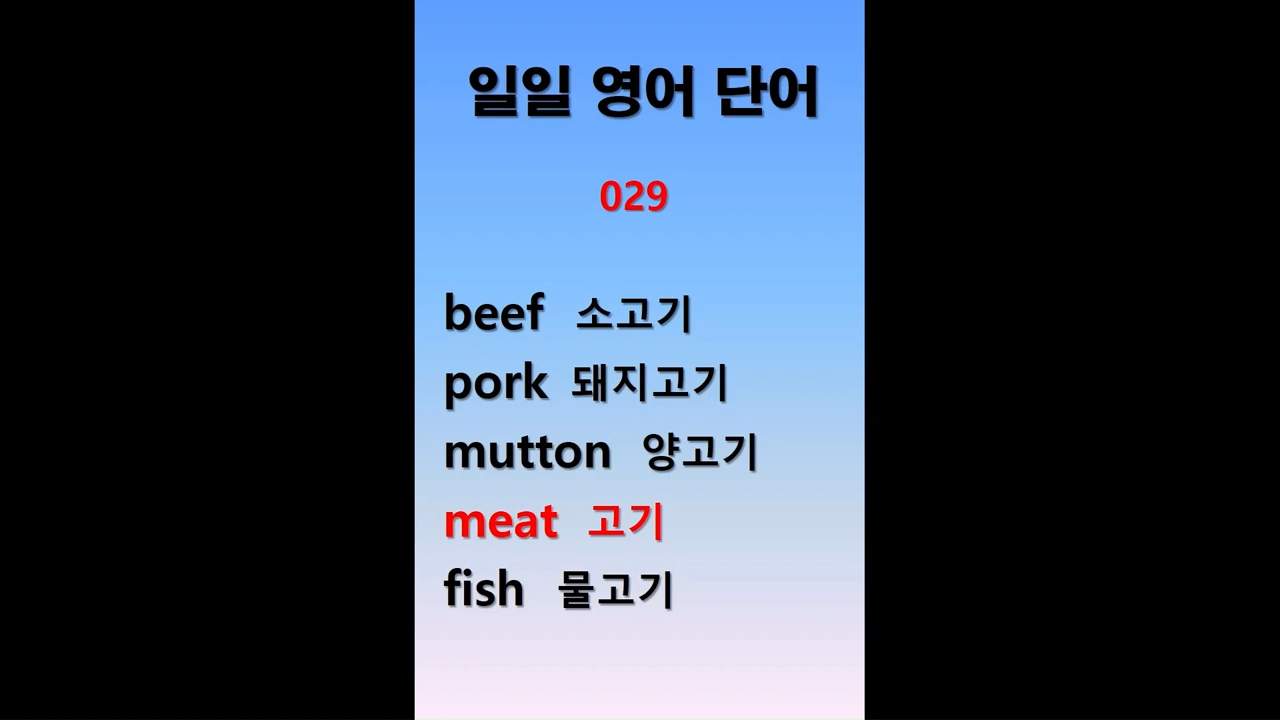 일일 영어 단어
029
beef 소고기
pork 돼지고기
mutton 양고기
meat 고기
fish 물고기